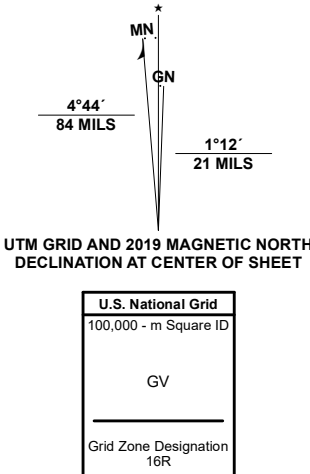 MN
GN
4°44´
84 MILS
1°12´
21 MILS
UTM GRID AND 2019 MAGNETIC NORTH
DECLINATION AT CENTER OF SHEET
U.S. National Grid
100,000 - m Square ID
GV
Grid Zone Designation
16R